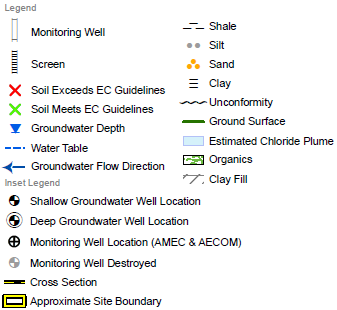 Legend
Monitoring Well
Screen
Soil Exceeds EC Guidelines
Soil Meets EC Guidelines
Groundwater Depth
Water Table
Groundwater Flow Direction
Shale
Silt
Sand
Clay
Unconformity
Ground Surface
Estimated Chloride Plume
Organics
Clay Fill
Inset Legend
Shallow Groundwater Well Location
Deep Groundwater Well Location
Monitoring Well Location (AMEC & AECOM)
Monitoring Well Destroyed
Cross Section
Approximate Site Boundary